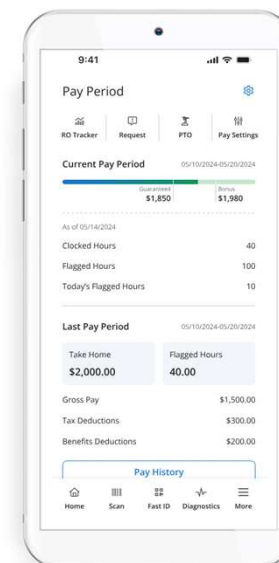 9:41
Pay Period
RO Tracker Request PTO Pay Settings
Current Pay Period 05/10/2024-05/20/2024
Guaranteed Bonus
$1,850 $1,980
As of 05/14/2024
Clocked Hours 40
Flagged Hours 100
Today's Flagged Hours 10
Last Pay Period 05/10/2024-05/20/2024
Take Home Flagged Hours
$2,000.00 40.00
Gross Pay $1,500.00
Tax Deductions $300.00
Benefits Deductions $200.00
Pay History
Home Scan Fast ID Diagnostics More